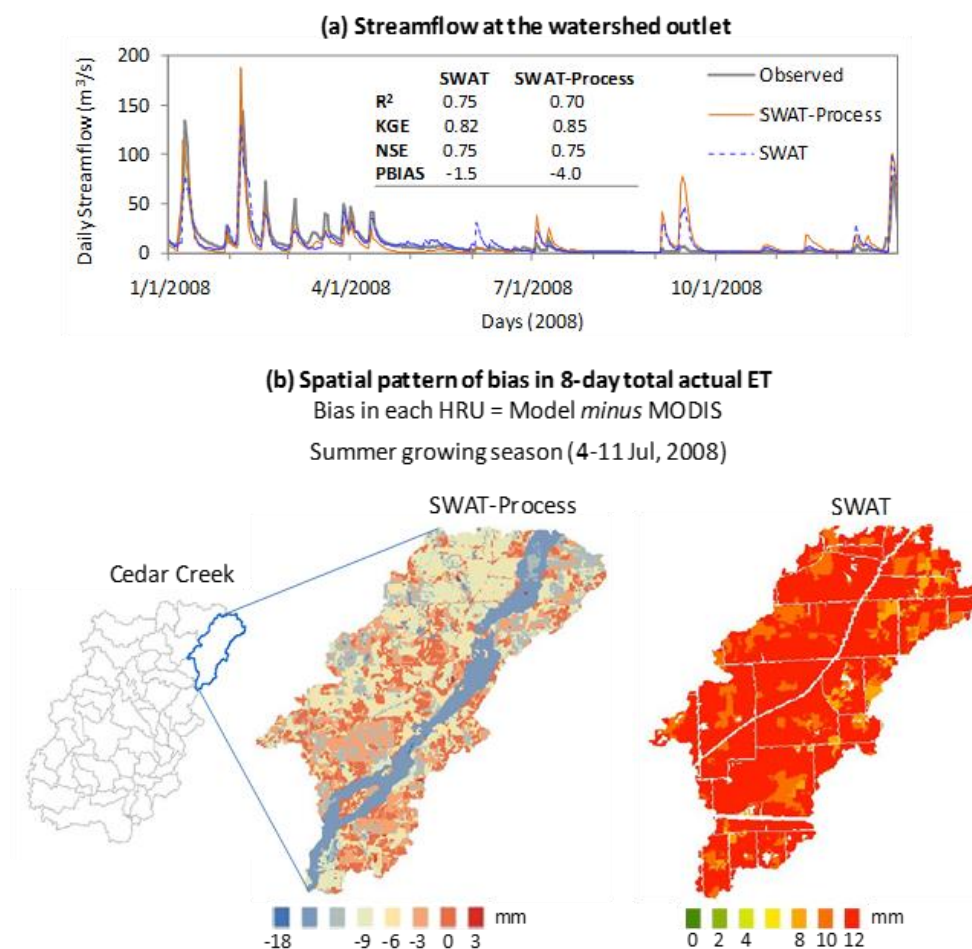 (a) Streamflow at the watershed outlet
Daily Streamflow (m³/s)
200
150
100
50
0
SWAT SWAT-Process
R² 0.75 0.70
KGE 0.82 0.85
NSE 0.75 0.75
PBIAS -1.5 -4.0
Observed
SWAT-Process
SWAT
1/1/2008 4/1/2008 7/1/2008 10/1/2008
Days (2008)
(b) Spatial pattern of bias in 8-day total actual ET
Bias in each HRU = Model minus MODIS
Summer growing season (4-11 Jul, 2008)
SWAT-Process
SWAT
Cedar Creek
mm
-18 -9 -6 -3 0 3
mm
0 2 4 8 10 12